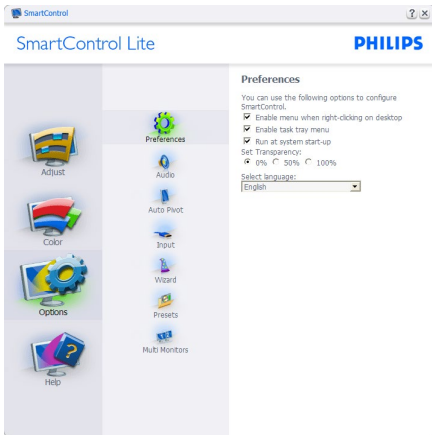 SmartControl
? ×
SmartControl Lite
PHILIPS
Adjust
Color
Options
Help
Preferences
Audio
Auto Pivot
Input
Wizard
Presets
Multi Monitors
Preferences
You can use the following options to configure
SmartControl.
Enable menu when right-clicking on desktop
Enable task tray menu
Run at system start-up
Set Transparency:
0% 50% 100%
Select language:
English